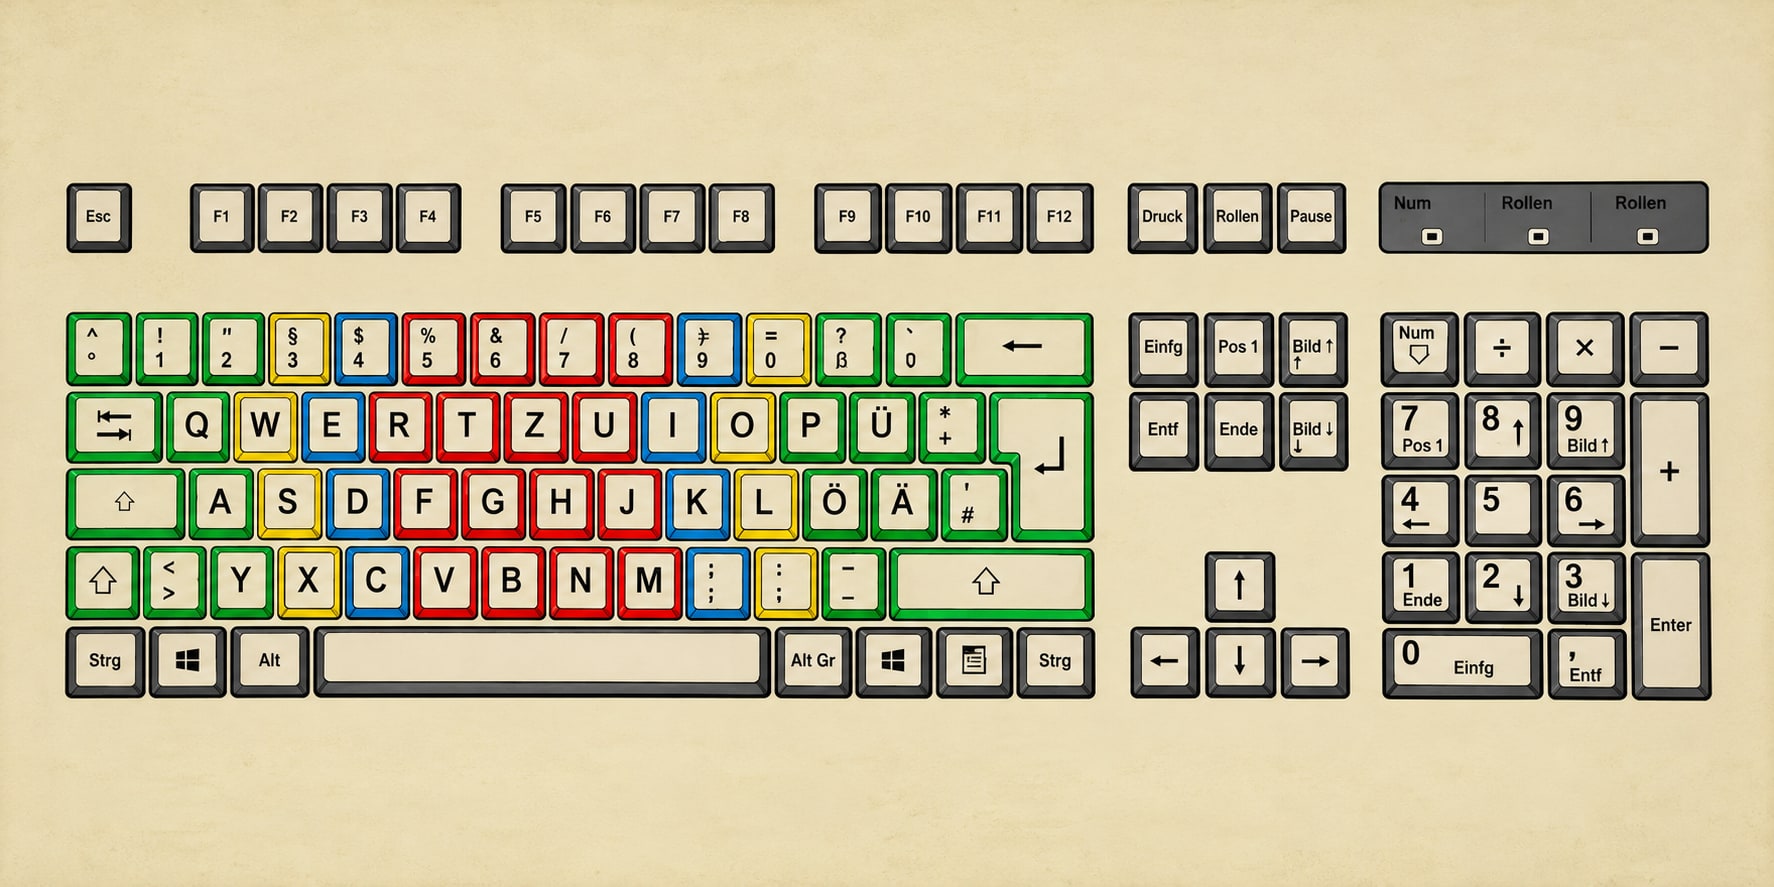 Esc F1 F2 F3 F4 F5 F6 F7 F8 F9 F10 F11 F12 Druck Rollen Pause Num Rollen Rollen
^ ! " § $ % & / ( = ? `
° 1 2 3 4 5 6 7 8 9 0 ß 0 ←
Einfg Pos 1 Bild ↑
↑
Num ÷ × −
Q W E R T Z U I O P Ü * ↵
+
Entf Ende Bild ↓
↓
7 8 ↑ 9 +
Pos 1 Bild ↑
⇧ A S D F G H J K L Ö Ä '
#
4 5 6
← →
⇧ < Y X C V B N M ; : – ⇧
> ; ; –
↑
1 2 ↓ 3 Enter
Ende Bild ↓
Strg Alt Alt Gr Strg ← ↓ → 0 Einfg ,
Entf